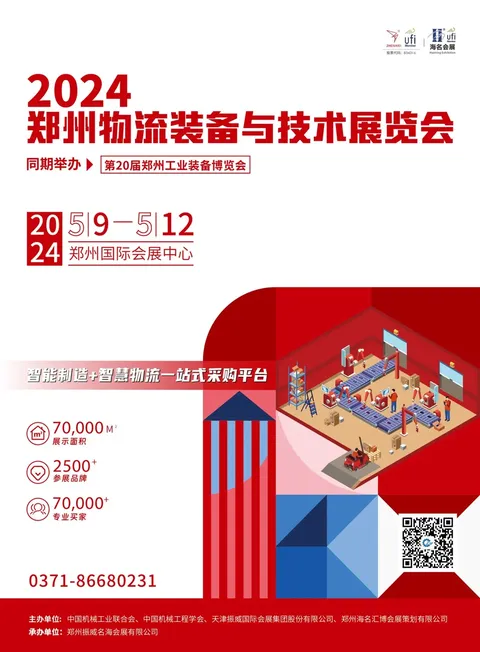 ufi
海名会展
ufi
2024
郑州物流装备与技术展览会
同期举办
第20届郑州工业装备博览会
2024
5|9—5|12
郑州国际会展中心
智能制造+智慧物流一站式采购平台
70,000 M²
展示面积
2500+
参展品牌
70,000+
专业买家
0371-86680231
主办单位:中国机械工业联合会、中国机械工程学会、天津振威国际会展集团股份有限公司、郑州海名汇博会展策划有限公司
承办单位:郑州振威名海会展有限公司